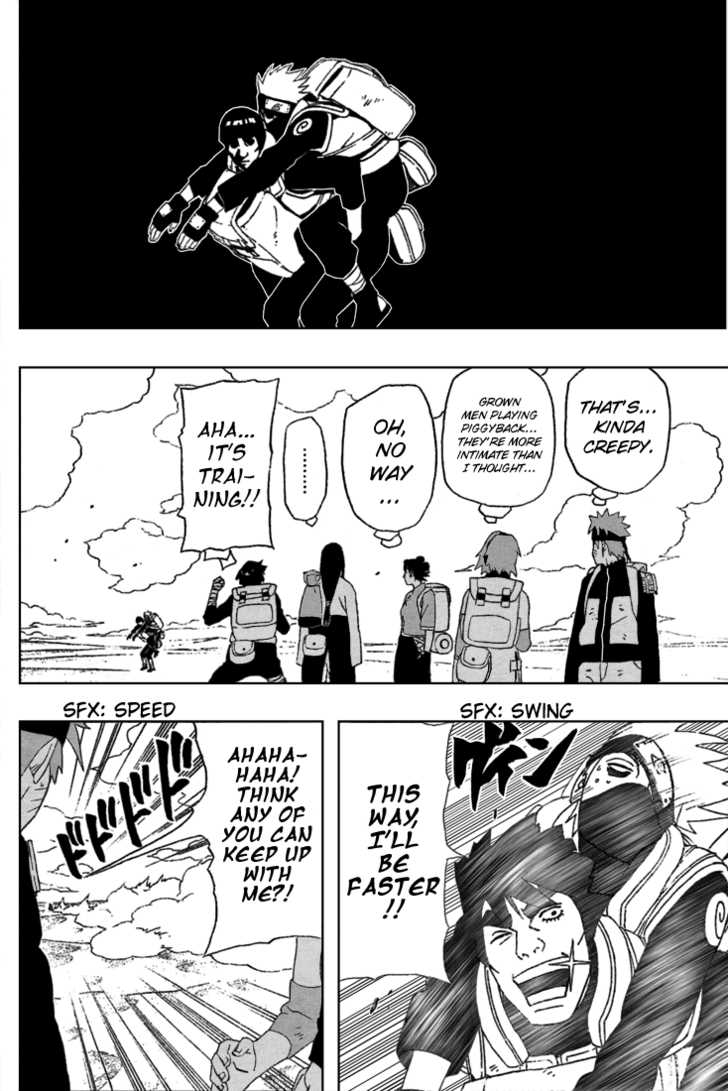 THAT'S...
KINDA
CREEPY.
GROWN
MEN PLAYING
PIGGYBACK...
THEY'RE MORE
INTIMATE THAN
I THOUGHT...
OH,
NO
WAY
...
.......
AHA...
IT'S
TRAI-
NING!!
SFX: SWING
グイン
THIS
WAY,
I'LL
BE
FASTER
!!
SFX: SPEED
ドドドド
AHAHA-
HAHA!
THINK
ANY OF
YOU CAN
KEEP UP
WITH
ME?!